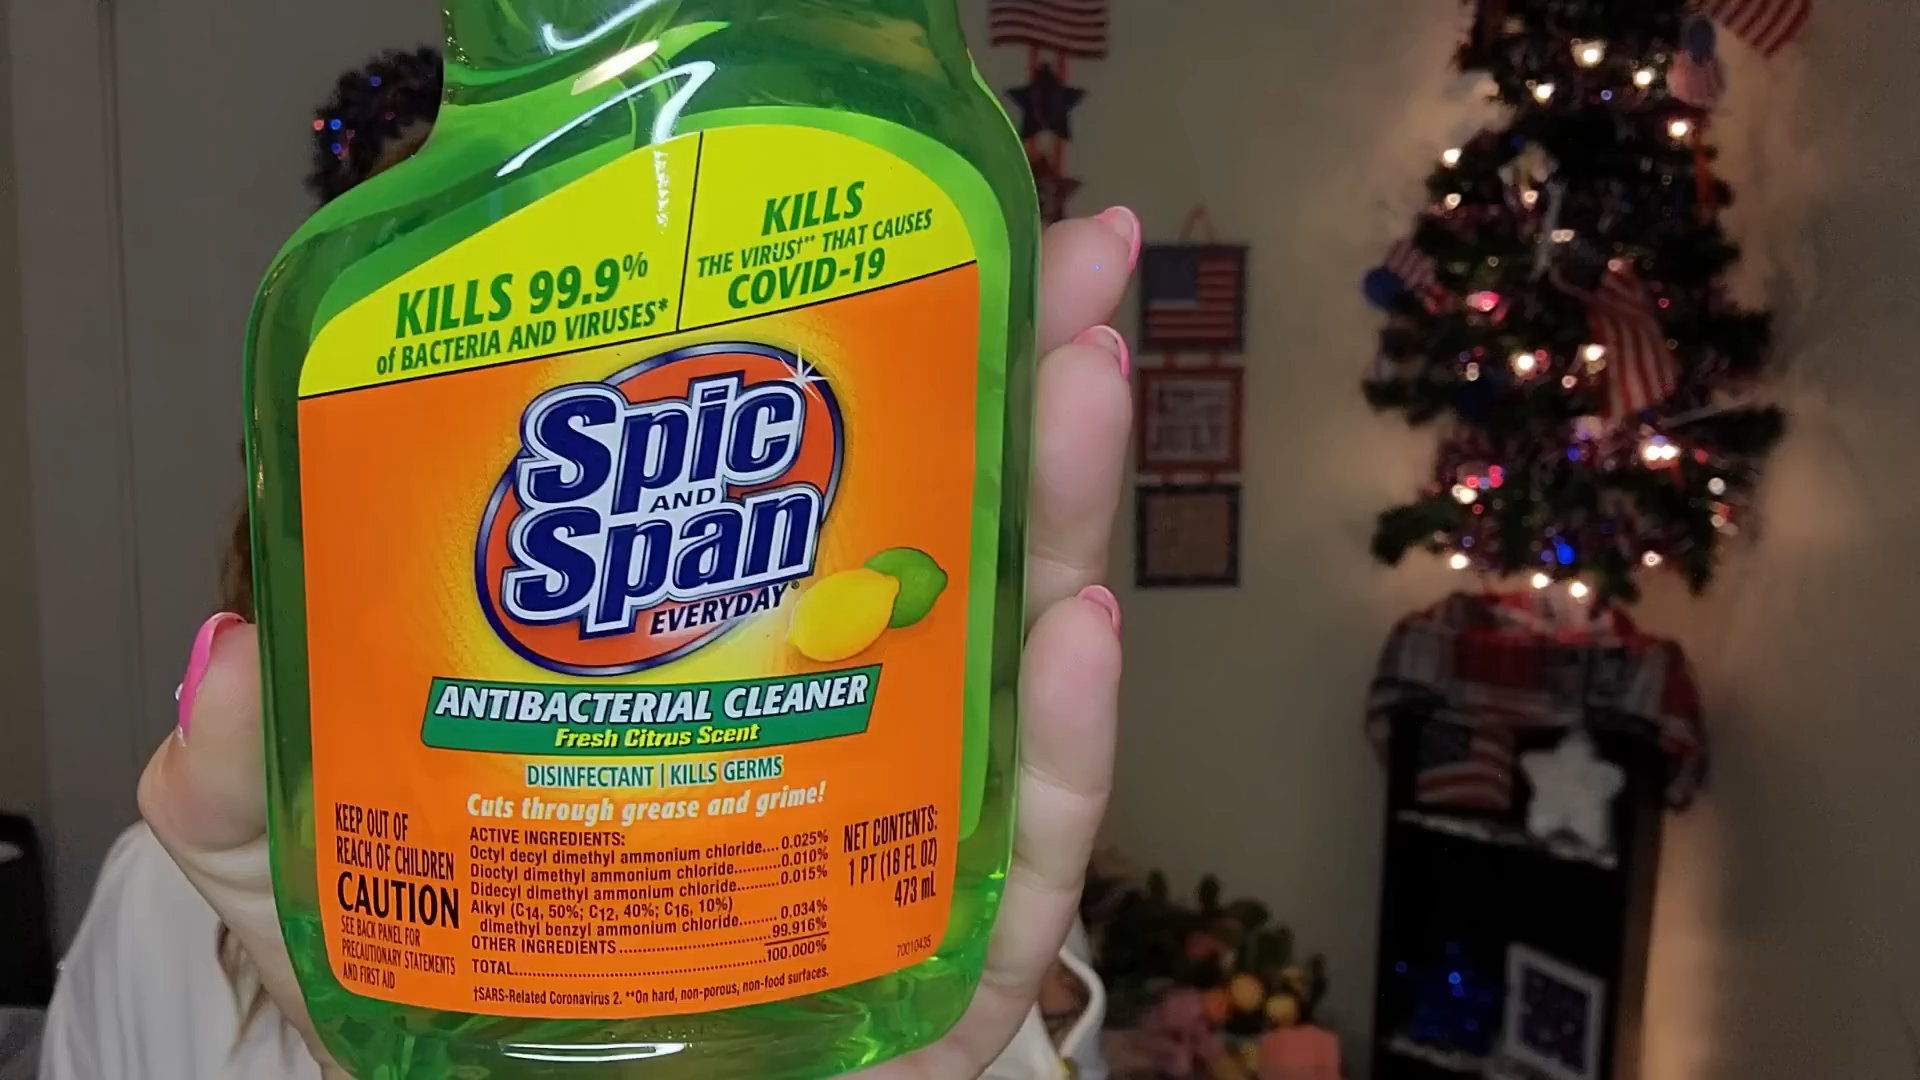 KILLS 99.9%
of BACTERIA AND VIRUSES*
KILLS
THE VIRUS†** THAT CAUSES
COVID-19
Spic
AND
Span
EVERYDAY®
ANTIBACTERIAL CLEANER
Fresh Citrus Scent
DISINFECTANT | KILLS GERMS
Cuts through grease and grime!
KEEP OUT OF
REACH OF CHILDREN
CAUTION
SEE BACK PANEL FOR
PRECAUTIONARY STATEMENTS
AND FIRST AID
ACTIVE INGREDIENTS:
Octyl decyl dimethyl ammonium chloride.... 0.025%
Dioctyl dimethyl ammonium chloride.......... 0.010%
Didecyl dimethyl ammonium chloride.......... 0.015%
Alkyl (C14, 50%; C12, 40%; C16, 10%)
dimethyl benzyl ammonium chloride......... 0.034%
OTHER INGREDIENTS.............................. 99.916%
TOTAL.................................................. 100.000%
NET CONTENTS:
1 PT (16 FL OZ)
473 mL
70010435
†SARS-Related Coronavirus 2. **On hard, non-porous, non-food surfaces.